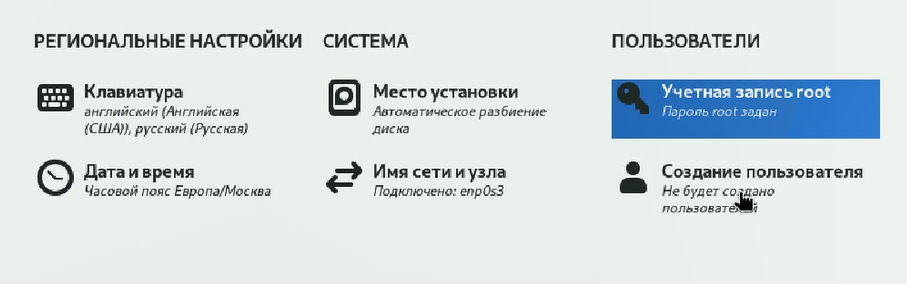 РЕГИОНАЛЬНЫЕ НАСТРОЙКИ
Клавиатура
английский (Английская
(США)), русский (Русская)
Дата и время
Часовой пояс Европа/Москва
СИСТЕМА
Место установки
Автоматическое разбиение
диска
Имя сети и узла
Подключено: enp0s3
ПОЛЬЗОВАТЕЛИ
Учетная запись root
Пароль root задан
Создание пользователя
Не будет создано
пользователей